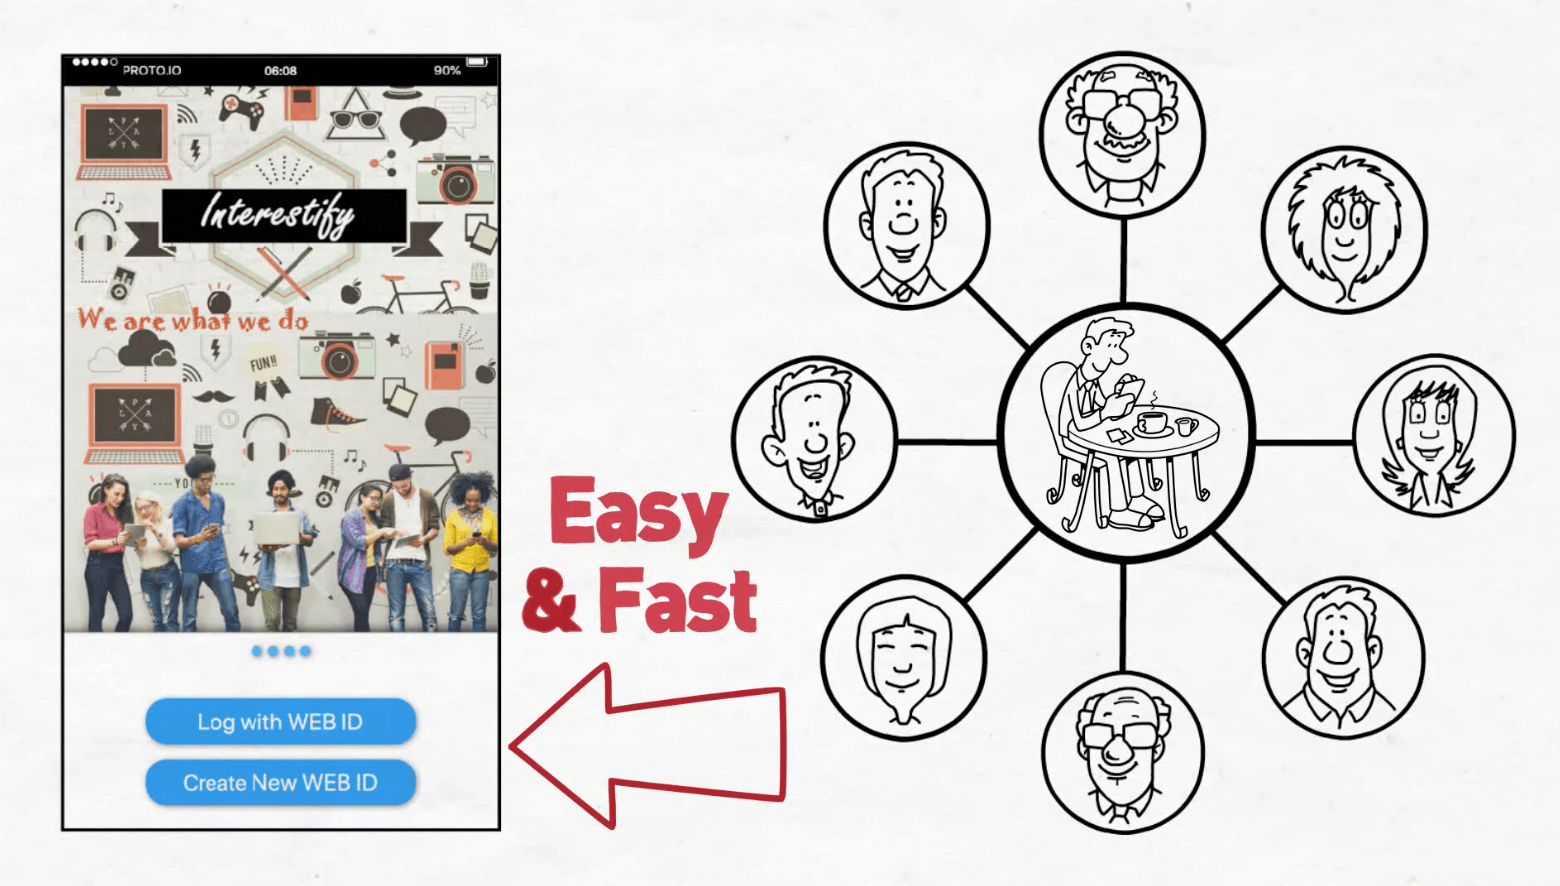 PROTO.IO 06:08 90%
L P A Y
Interestify
We are what we do
FUN!!
L P A Y
YO
Easy
& Fast
Log with WEB ID
Create New WEB ID